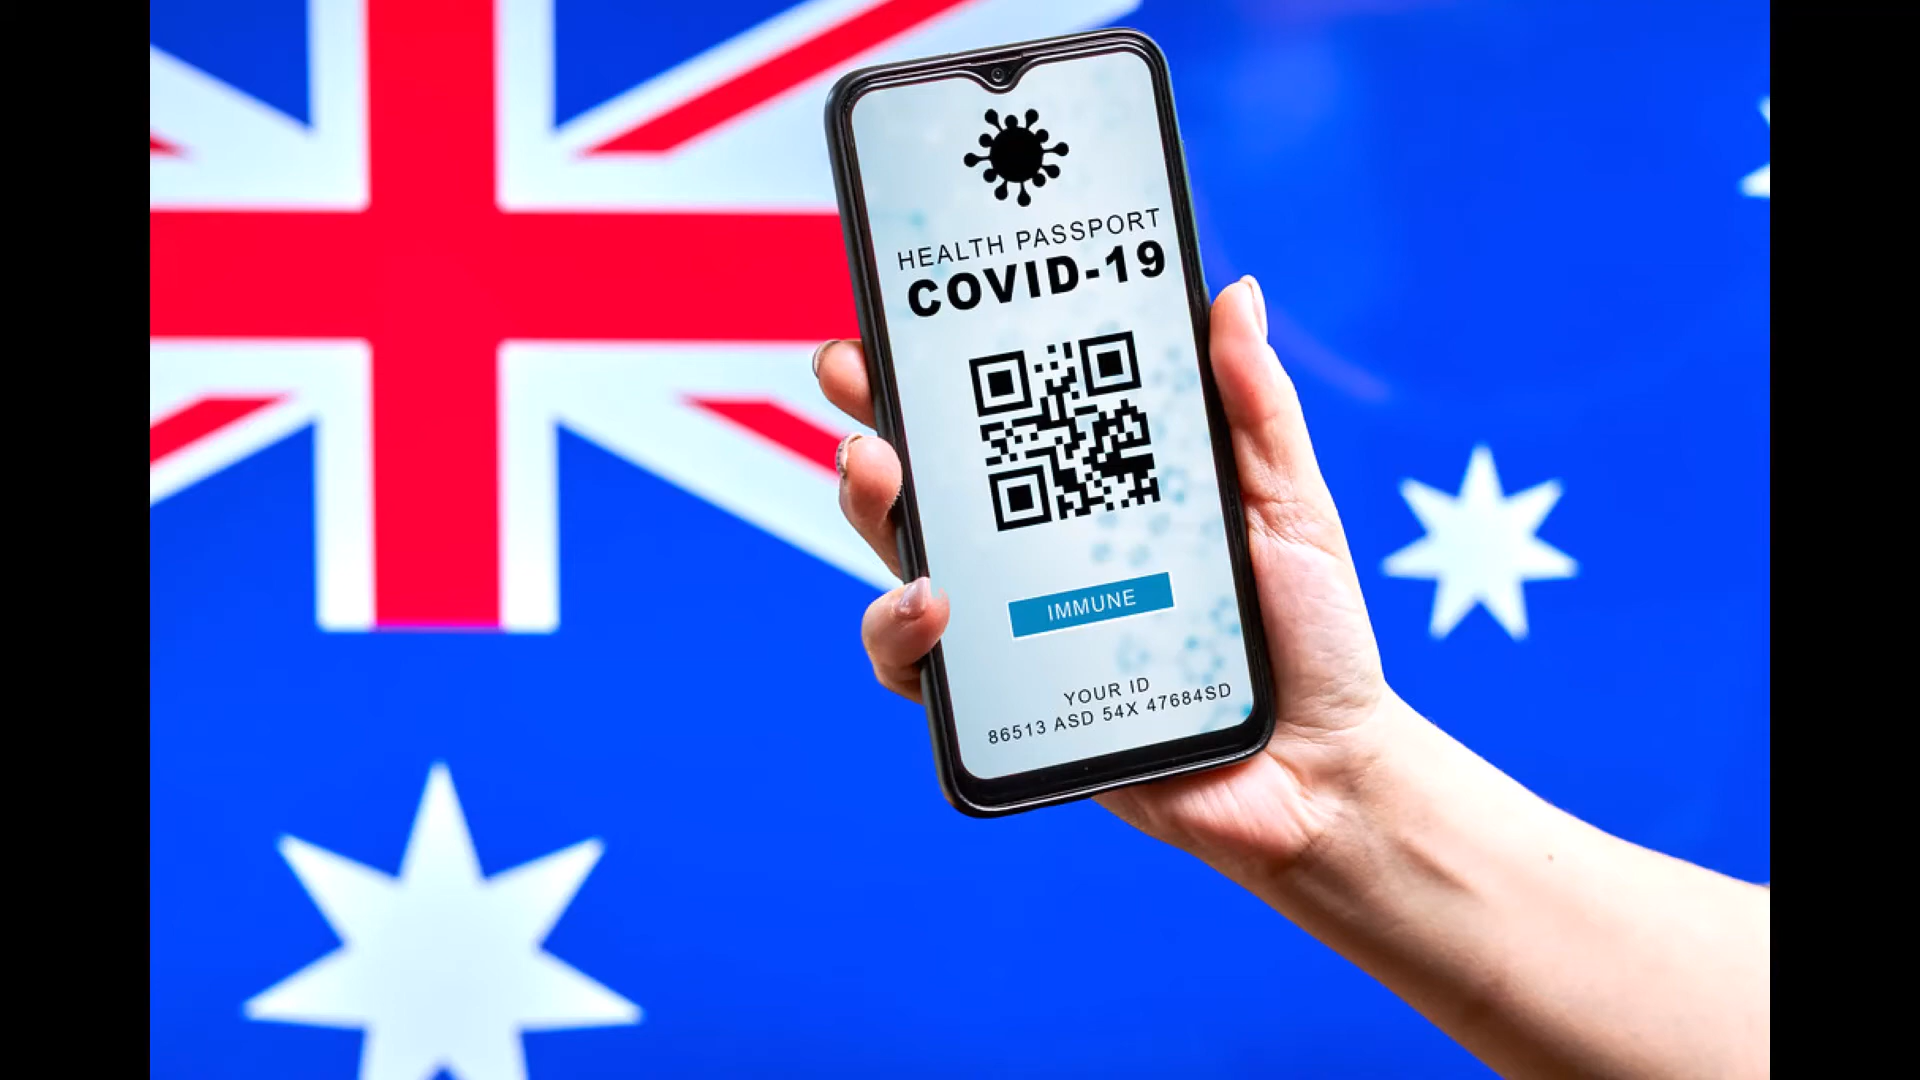 HEALTH PASSPORT
COVID-19
IMMUNE
YOUR ID
86513 ASD 54X 47684SD